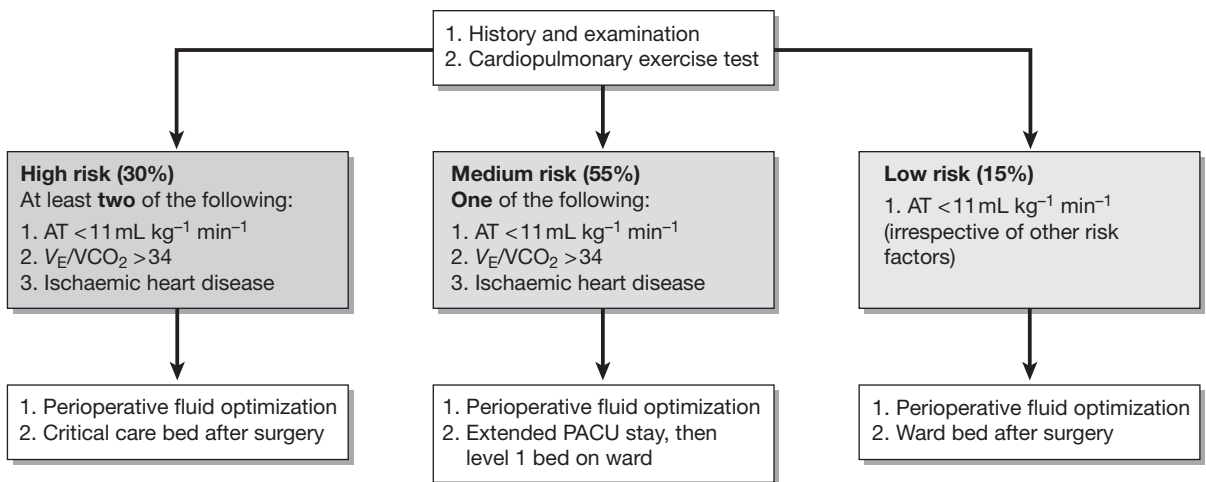 1. History and examination
2. Cardiopulmonary exercise test
High risk (30%)
At least two of the following:
1. AT <11 mL kg⁻¹ min⁻¹
2. VE/VCO₂ >34
3. Ischaemic heart disease
Medium risk (55%)
One of the following:
1. AT <11 mL kg⁻¹ min⁻¹
2. VE/VCO₂ >34
3. Ischaemic heart disease
Low risk (15%)
1. AT <11 mL kg⁻¹ min⁻¹
(irrespective of other risk
factors)
1. Perioperative fluid optimization
2. Critical care bed after surgery
1. Perioperative fluid optimization
2. Extended PACU stay, then
level 1 bed on ward
1. Perioperative fluid optimization
2. Ward bed after surgery